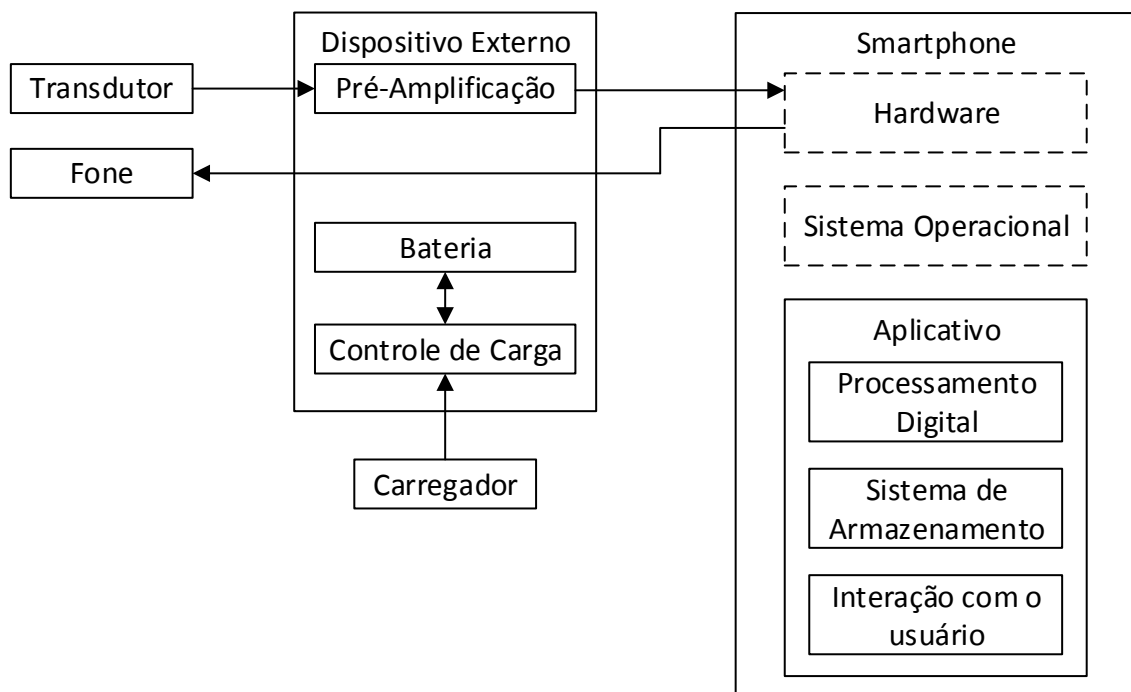 Dispositivo Externo
Smartphone
Transdutor
Pré-Amplificação
Hardware
Fone
Sistema Operacional
Bateria
Controle de Carga
Carregador
Aplicativo
Processamento
Digital
Sistema de
Armazenamento
Interação com o
usuário